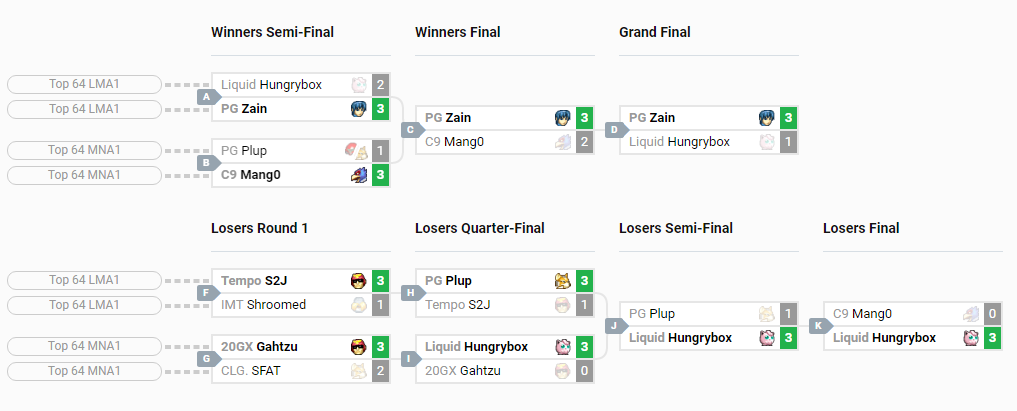 Winners Semi-Final Winners Final Grand Final
Top 64 LMA1 Liquid Hungrybox 2
A
Top 64 LMA1 PG Zain 3 PG Zain 3 PG Zain 3
C D
Top 64 MNA1 PG Plup 1 C9 Mang0 2 Liquid Hungrybox 1
B
Top 64 MNA1 C9 Mang0 3
Losers Round 1 Losers Quarter-Final Losers Semi-Final Losers Final
Top 64 LMA1 Tempo S2J 3 PG Plup 3
F H
Top 64 LMA1 IMT Shroomed 1 Tempo S2J 1 PG Plup 1 C9 Mang0 0
J K
Top 64 MNA1 20GX Gahtzu 3 Liquid Hungrybox 3 Liquid Hungrybox 3 Liquid Hungrybox 3
G I
Top 64 MNA1 CLG. SFAT 2 20GX Gahtzu 0